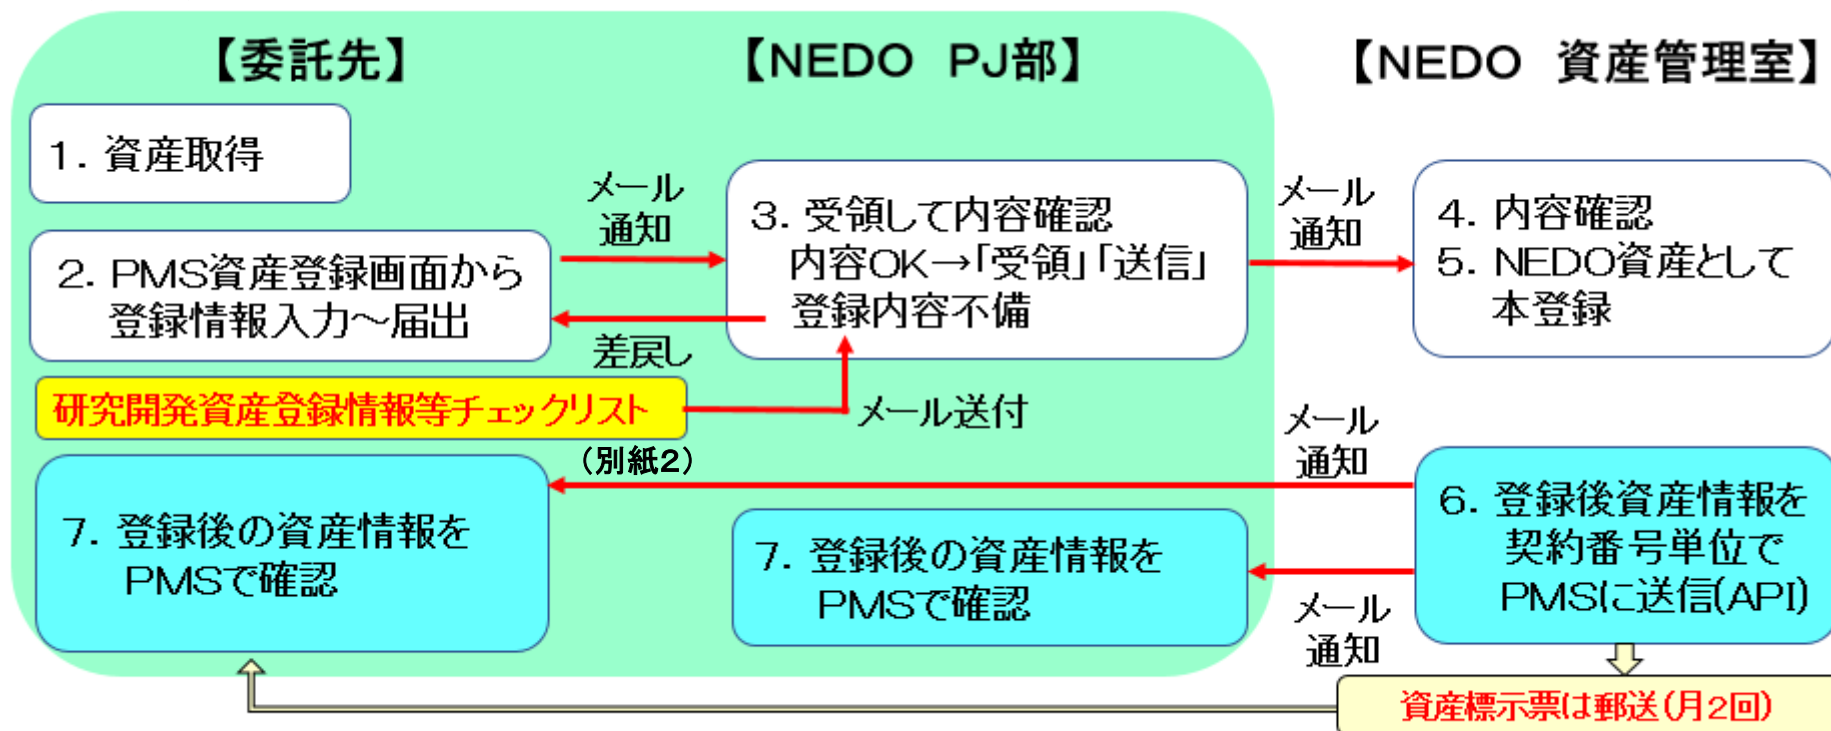 【委託先】
【NEDO　PJ部】
【NEDO　資産管理室】
1. 資産取得
2. PMS資産登録画面から
登録情報入力～届出
メール
通知
3. 受領して内容確認
内容OK→「受領」「送信」
登録内容不備
メール
通知
4. 内容確認
5. NEDO資産として
本登録
差戻し
研究開発資産登録情報等チェックリスト
メール送付
（別紙2）
メール
通知
7. 登録後の資産情報を
PMSで確認
7. 登録後の資産情報を
PMSで確認
6. 登録後資産情報を
契約番号単位で
PMSに送信(API)
メール
通知
資産標示票は郵送(月2回)